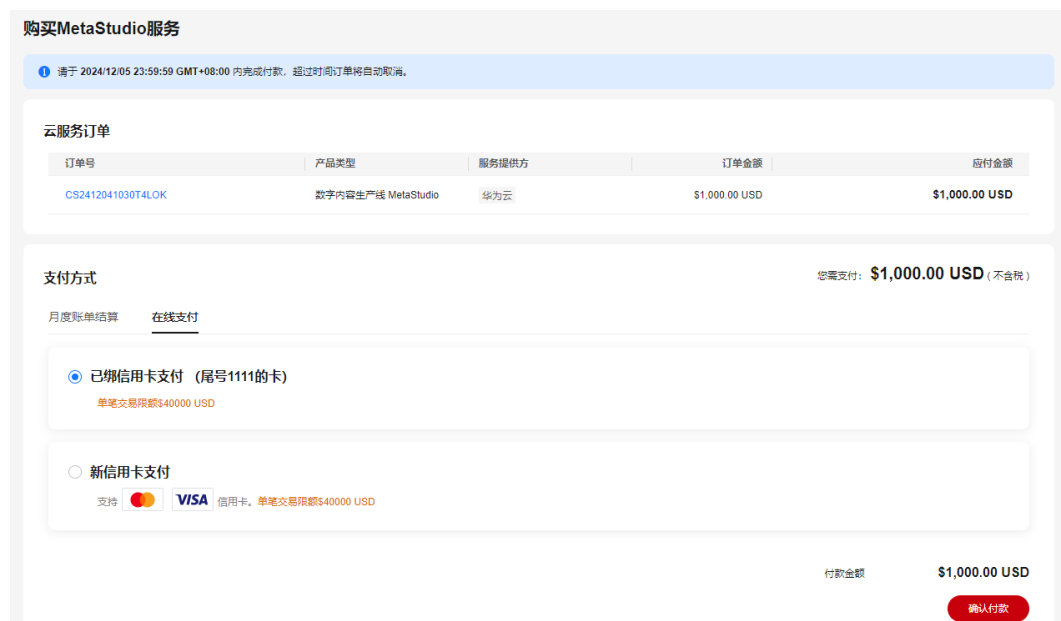 购买MetaStudio服务
请于 2024/12/05 23:59:59 GMT+08:00 内完成付款，超过时间订单将自动取消。
云服务订单
订单号 产品类型 服务提供方 订单金额 应付金额
CS2412041030T4LOK 数字内容生产线 MetaStudio 华为云 $1,000.00 USD $1,000.00 USD
支付方式 您需支付： $1,000.00 USD ( 不含税 )
月度账单结算 在线支付
已绑信用卡支付 (尾号1111的卡)
单笔交易限额$40000 USD
新信用卡支付
支持 VISA 信用卡。单笔交易限额$40000 USD
付款金额 $1,000.00 USD
确认付款